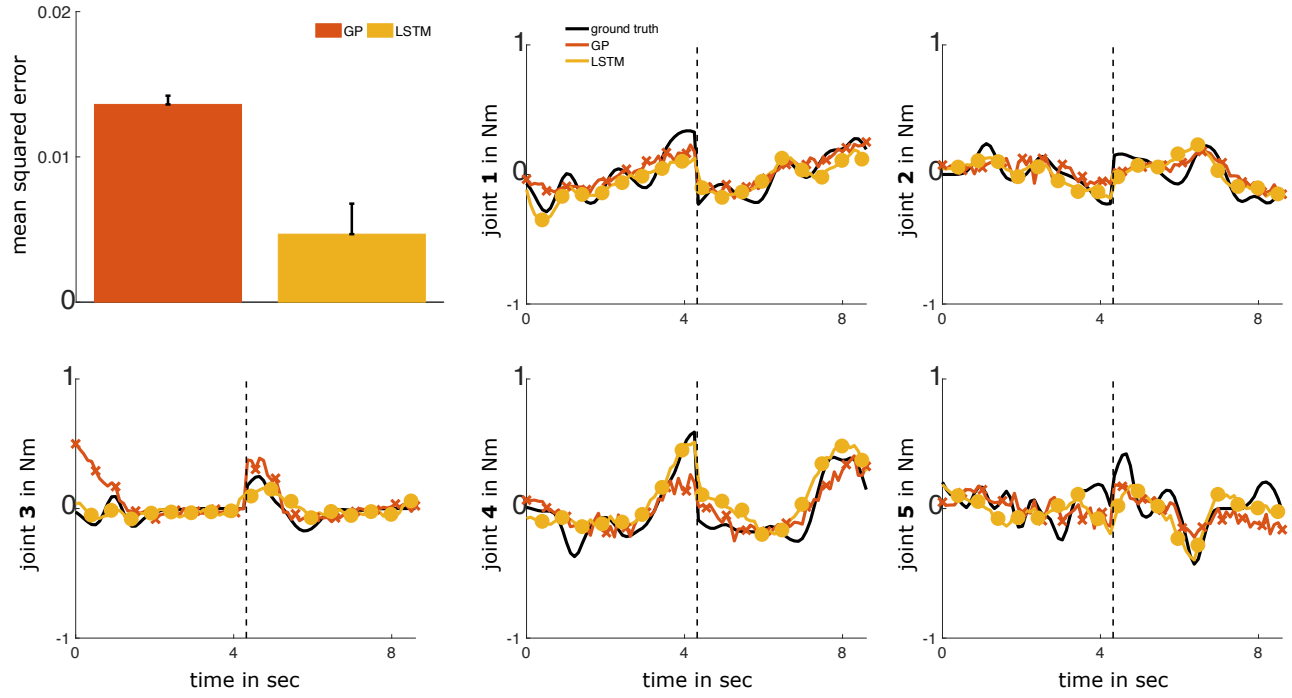 0.02
GP LSTM
0.01
0
mean squared error
ground truth
GP
LSTM
1
0
-1
joint 1 in Nm
0 4 8
1
0
-1
joint 2 in Nm
0 4 8
1
0
-1
joint 3 in Nm
0 4 8
time in sec
1
0
-1
joint 4 in Nm
0 4 8
time in sec
1
0
-1
joint 5 in Nm
0 4 8
time in sec